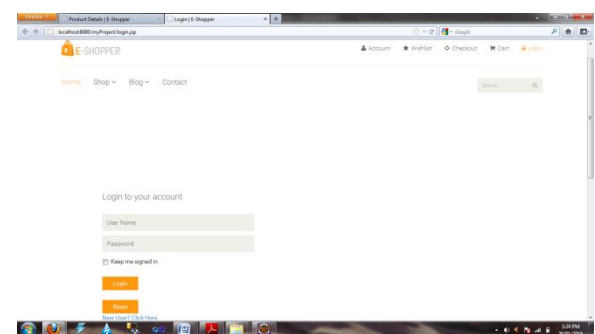 Firefox
Product Details | E-Shopper
Login | E-Shopper
localhost:8080/myProject/login.jsp
Google
E-SHOPPER
Account
Wishlist
Checkout
Cart
Login
Home
Shop
Blog
Contact
Search
Login to your account
User Name
Password
Keep me signed in
Login
Reset
New User? Click Here
3:24 PM